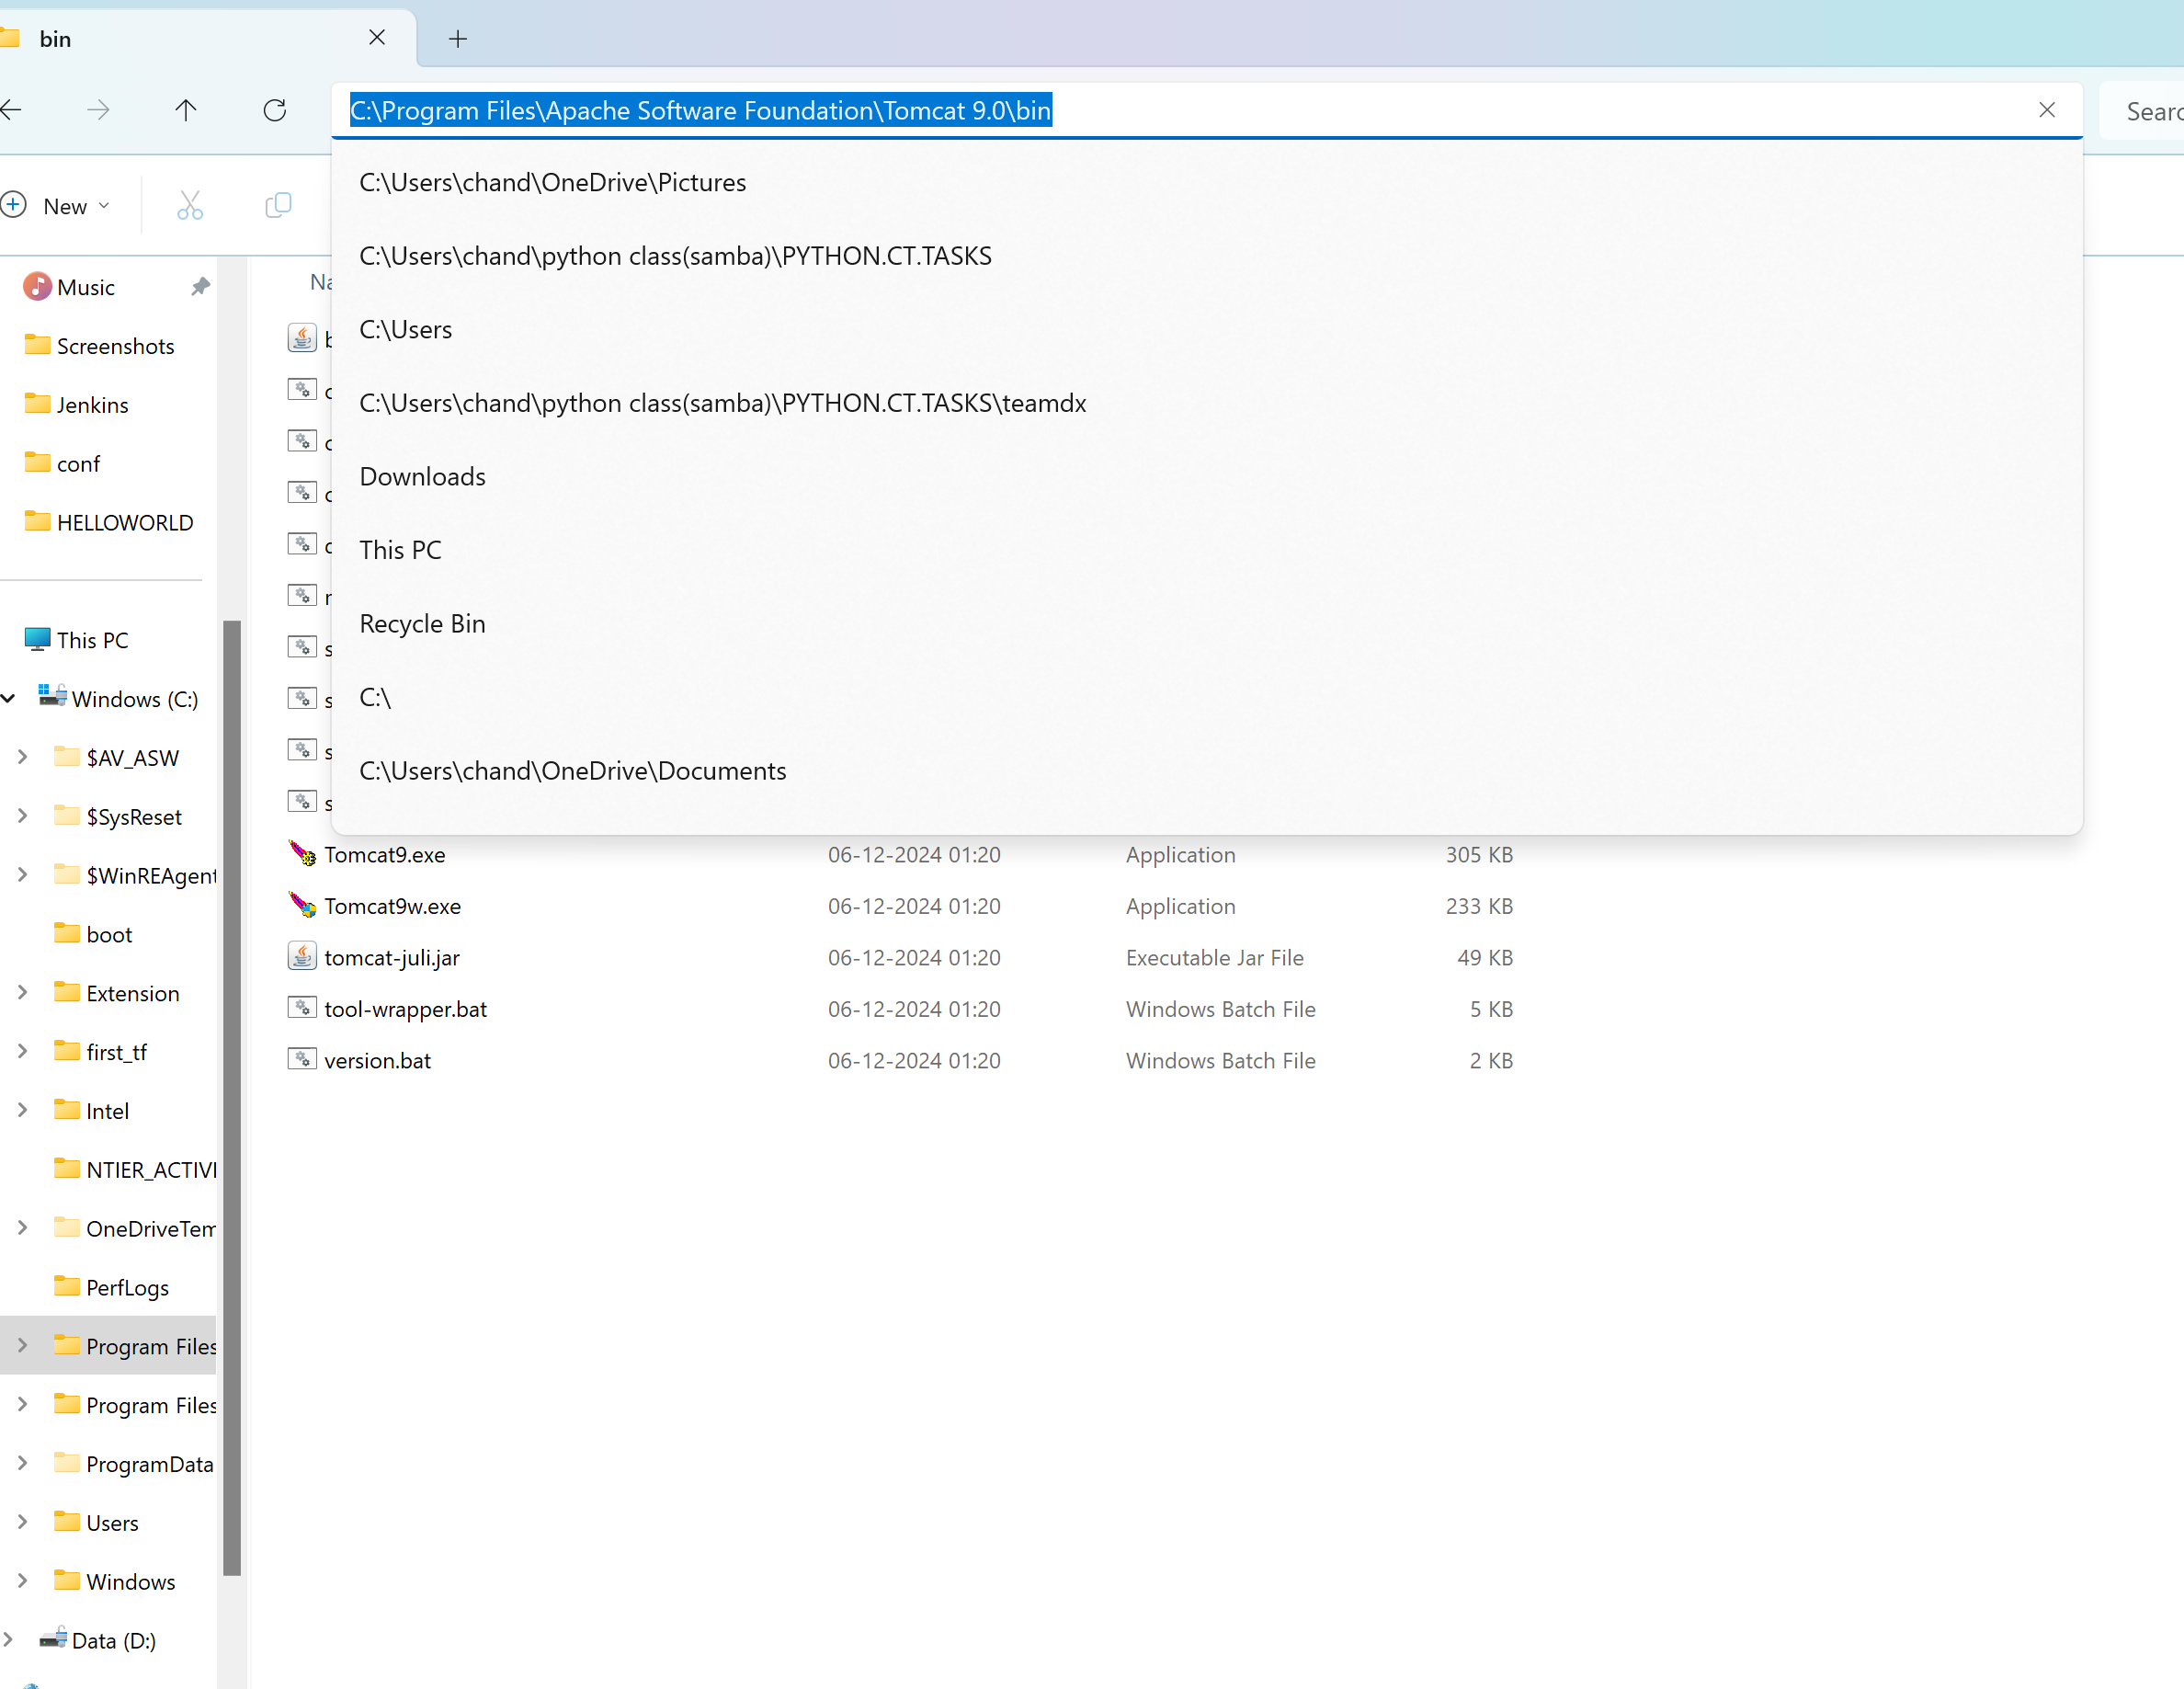 bin
C:\Program Files\Apache Software Foundation\Tomcat 9.0\bin
New
C:\Users\chand\OneDrive\Pictures
C:\Users\chand\python class(samba)\PYTHON.CT.TASKS
C:\Users
C:\Users\chand\python class(samba)\PYTHON.CT.TASKS\teamdx
Downloads
This PC
Recycle Bin
C:\
C:\Users\chand\OneDrive\Documents
Music
Screenshots
Jenkins
conf
HELLOWORLD
This PC
Windows (C:)
$AV_ASW
$SysReset
$WinREAgent
boot
Extension
first_tf
Intel
NTIER_ACTIVI
OneDriveTem
PerfLogs
Program Files
Program Files
ProgramData
Users
Windows
Data (D:)
Tomcat9.exe 06-12-2024 01:20 Application 305 KB
Tomcat9w.exe 06-12-2024 01:20 Application 233 KB
tomcat-juli.jar 06-12-2024 01:20 Executable Jar File 49 KB
tool-wrapper.bat 06-12-2024 01:20 Windows Batch File 5 KB
version.bat 06-12-2024 01:20 Windows Batch File 2 KB